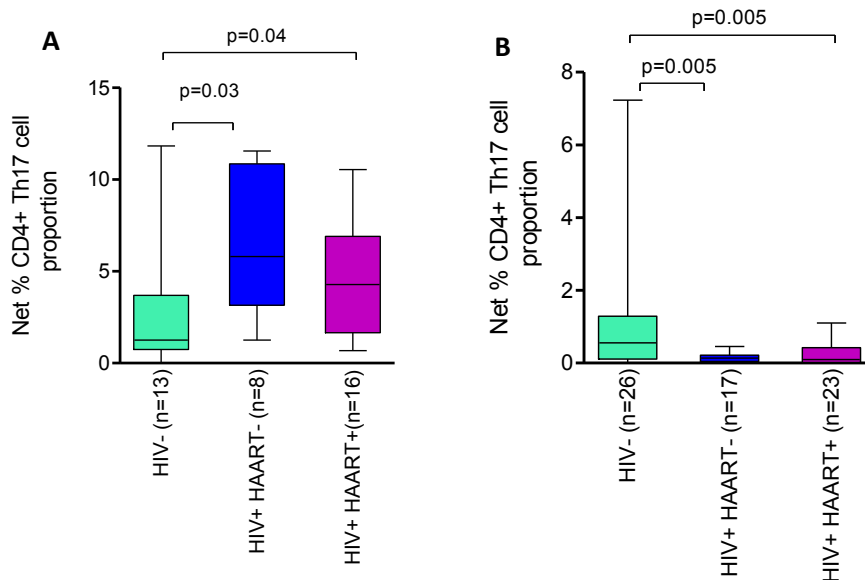 A
p=0.04
p=0.03
15
10
5
0
Net % CD4+ Th17 cell
proportion
HIV- (n=13)
HIV+ HAART- (n=8)
HIV+ HAART+(n=16)
B
p=0.005
p=0.005
8
6
4
2
0
Net % CD4+ Th17 cell
proportion
HIV- (n=26)
HIV+ HAART- (n=17)
HIV+ HAART+ (n=23)